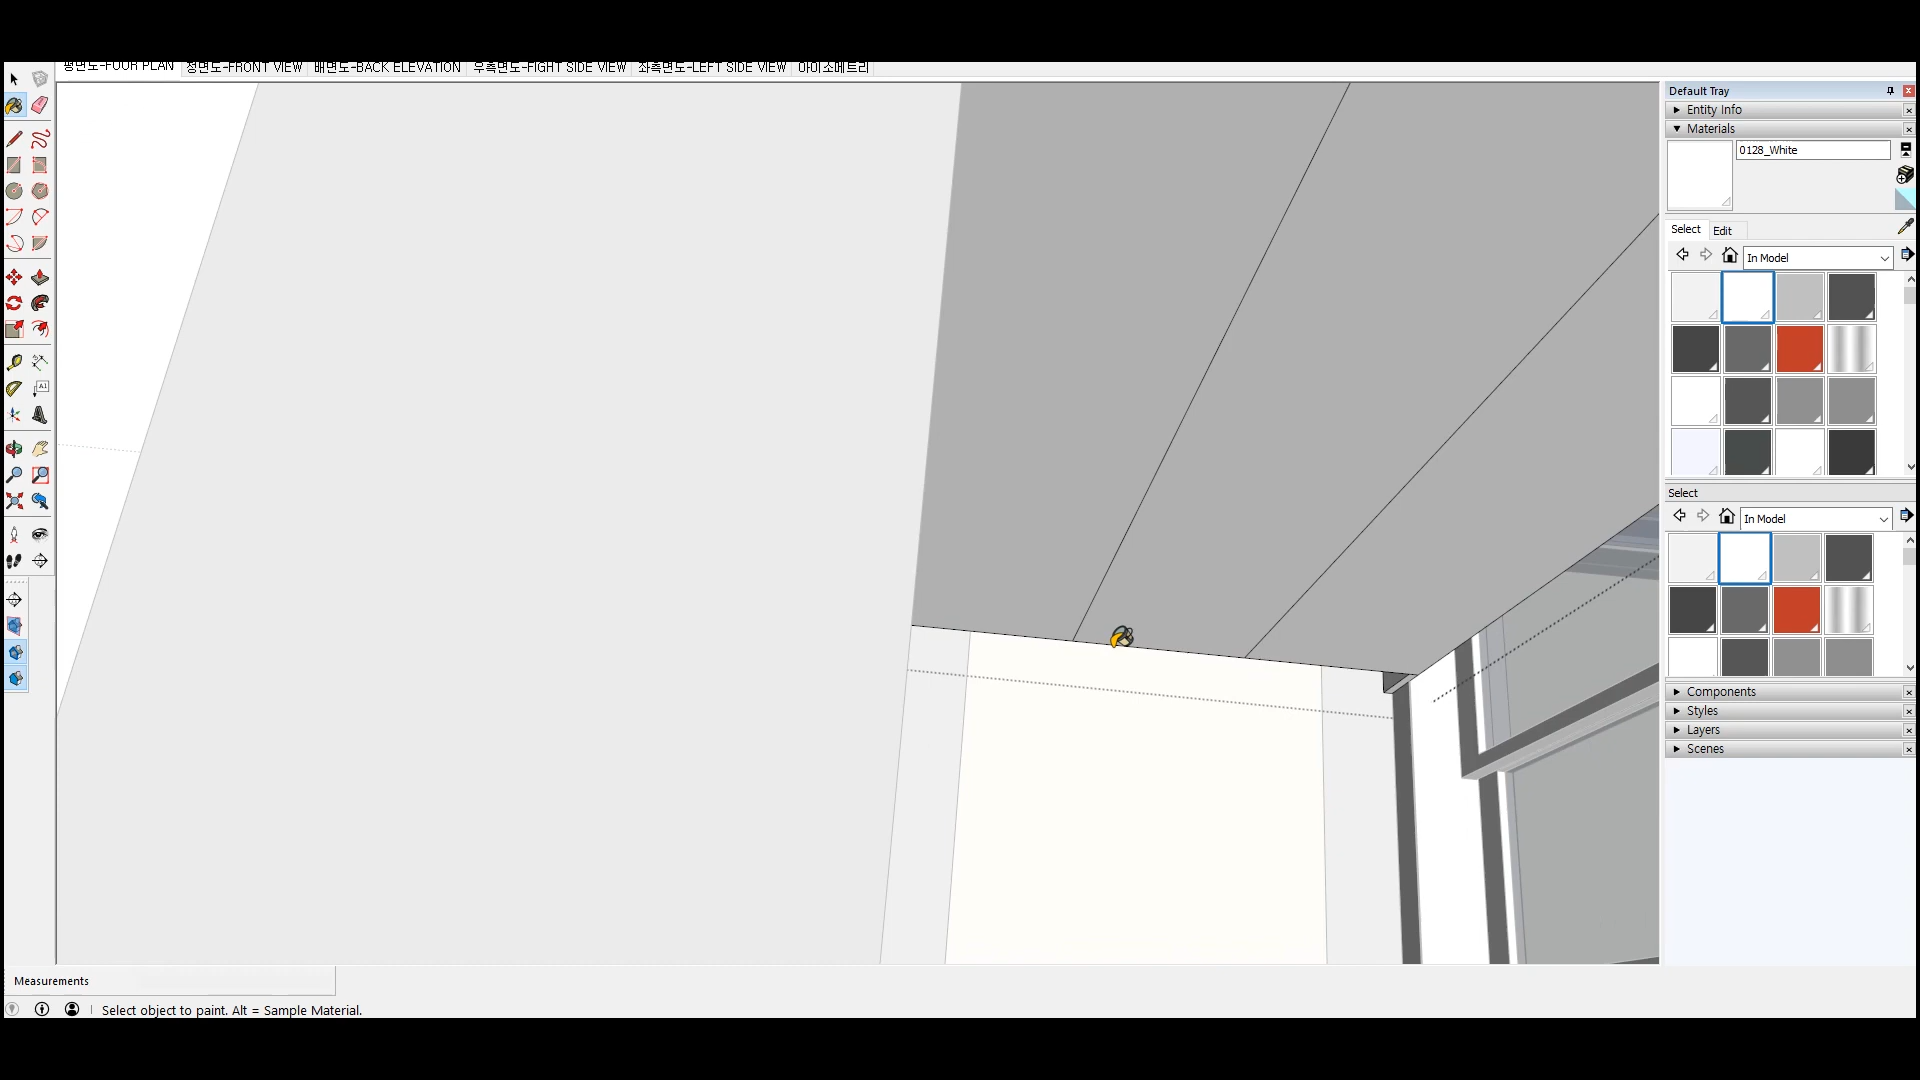 평면도-FOUR PLAN 정면도-FRONT VIEW 배면도-BACK ELEVATION 우측면도-FIGHT SIDE VIEW 좌측면도-LEFT SIDE VIEW 아이소메트리
Default Tray
Entity Info
Materials
0128_White
Select Edit
In Model
Select
In Model
Components
Styles
Layers
Scenes
Measurements
Select object to paint. Alt = Sample Material.